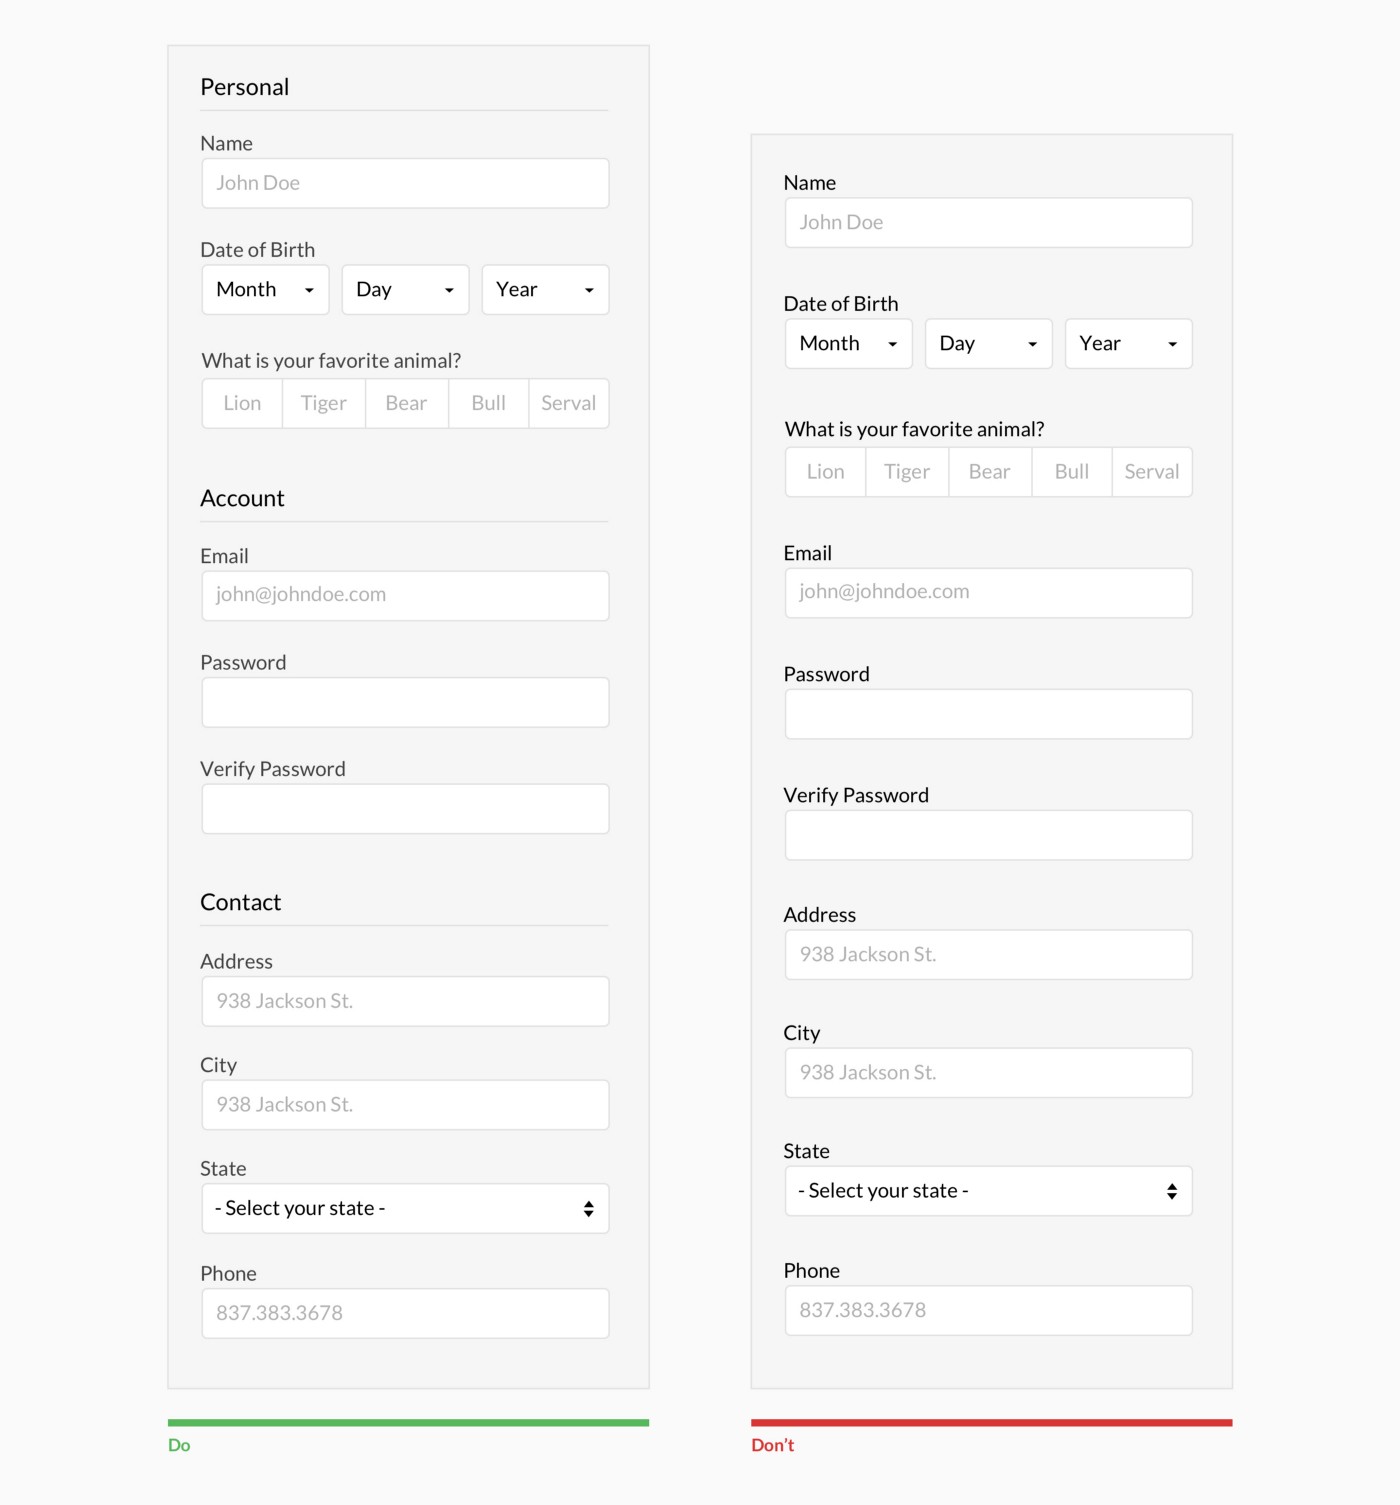 Personal
Name
John Doe
Date of Birth
Month Day Year
What is your favorite animal?
Lion Tiger Bear Bull Serval
Account
Email
john@johndoe.com
Password
Verify Password
Contact
Address
938 Jackson St.
City
938 Jackson St.
State
- Select your state -
Phone
837.383.3678
Do
Name
John Doe
Date of Birth
Month Day Year
What is your favorite animal?
Lion Tiger Bear Bull Serval
Email
john@johndoe.com
Password
Verify Password
Address
938 Jackson St.
City
938 Jackson St.
State
- Select your state -
Phone
837.383.3678
Don’t